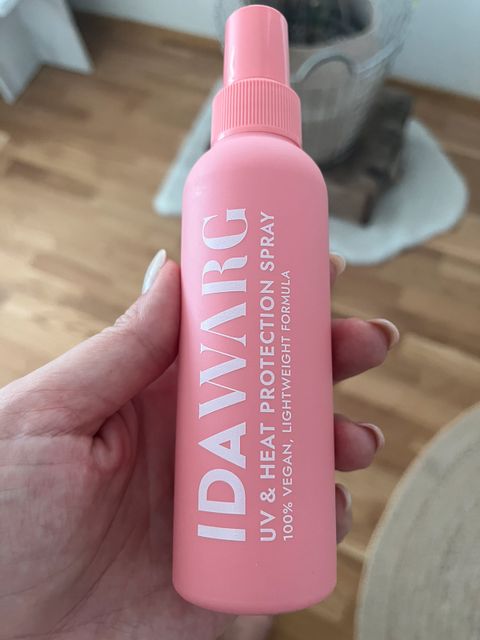 IDA WARG
UV & HEAT PROTECTION SPRAY
100% VEGAN, LIGHTWEIGHT FORMULA